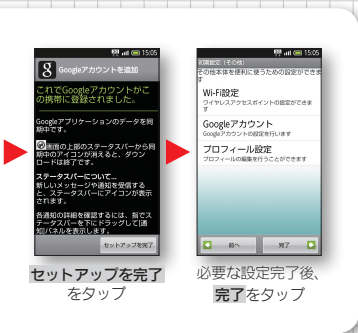 15:05
Googleアカウントを追加
これでGoogleアカウントがこ
の携帯に登録されました。
Googleアプリケーションのデータを同
期中です。
画面の上部のステータスバーから同
期中のアイコンが消えると、ダウン
ロードは終了です。
ステータスバーについて...
新しいメッセージや通知を受信する
と、ステータスバーにアイコンが表示
されます。
各通知の詳細を確認するには、指でス
テータスバーを下にドラッグして[通
知]パネルを表示します。
セットアップを完了
セットアップを完了
をタップ
15:05
初期設定（その他）
その他本体を便利に使うための設定ができま
す
Wi-Fi設定
ワイヤレスアクセスポイントの設定ができま
す
Googleアカウント
Googleアカウントの設定を行います
プロフィール設定
プロフィールの編集を行うことができます
前へ
完了
必要な設定完了後、
完了をタップ